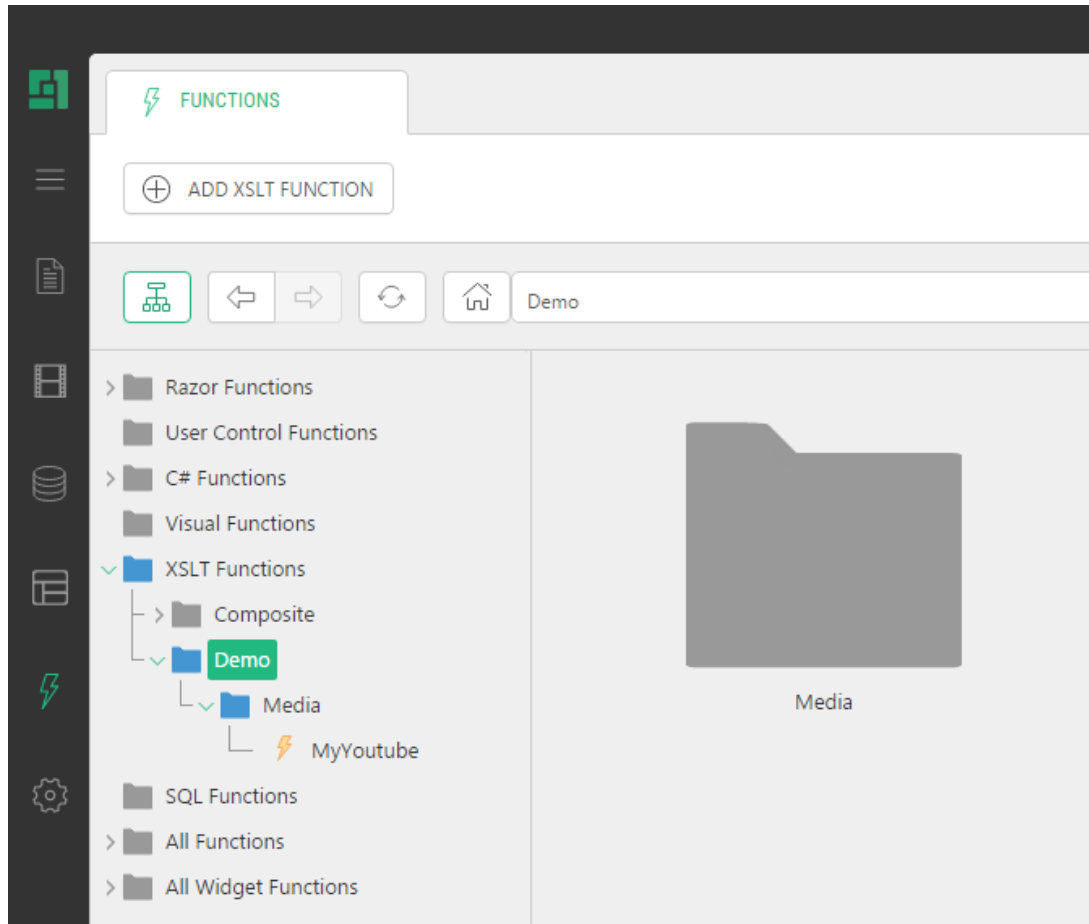 FUNCTIONS
ADD XSLT FUNCTION
Demo
Razor Functions
User Control Functions
C# Functions
Visual Functions
XSLT Functions
Composite
Demo
Media
MyYoutube
SQL Functions
All Functions
All Widget Functions
Media